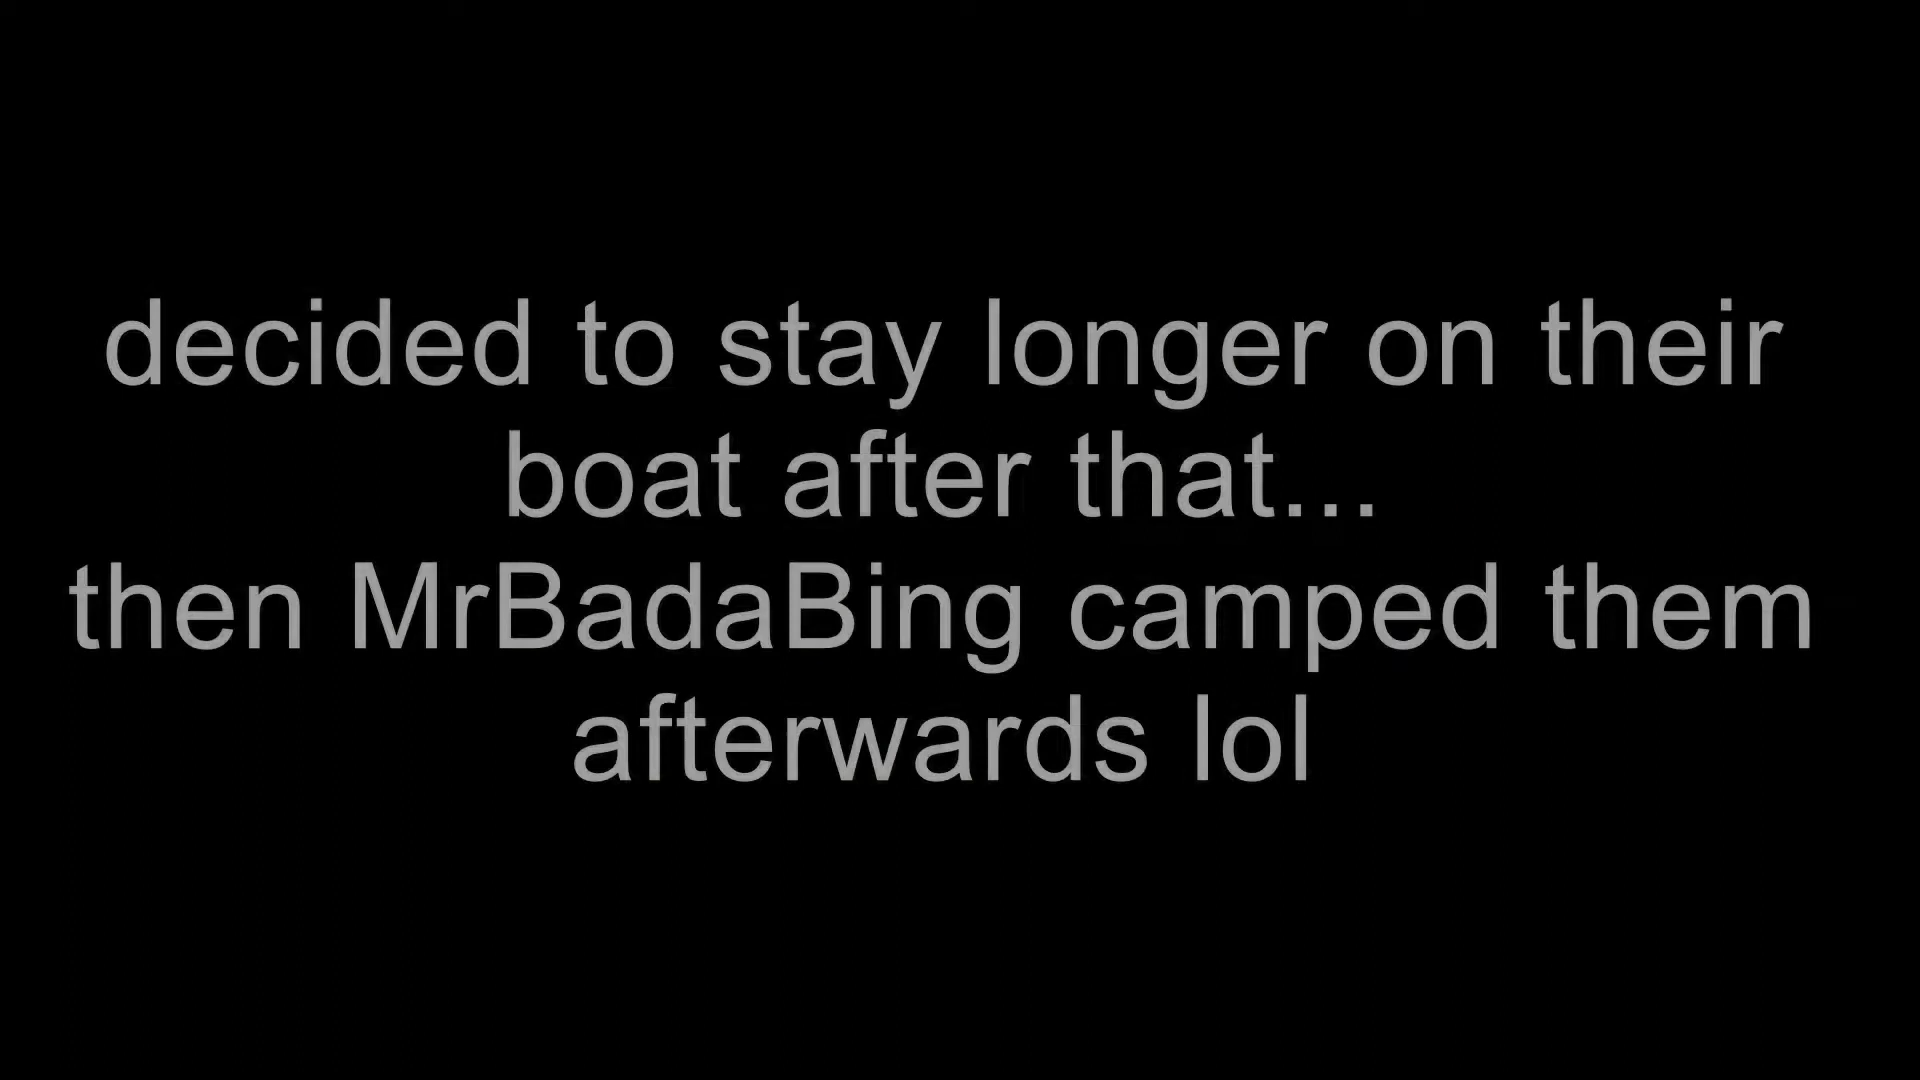 decided to stay longer on their
boat after that...
then MrBadaBing camped them
afterwards lol